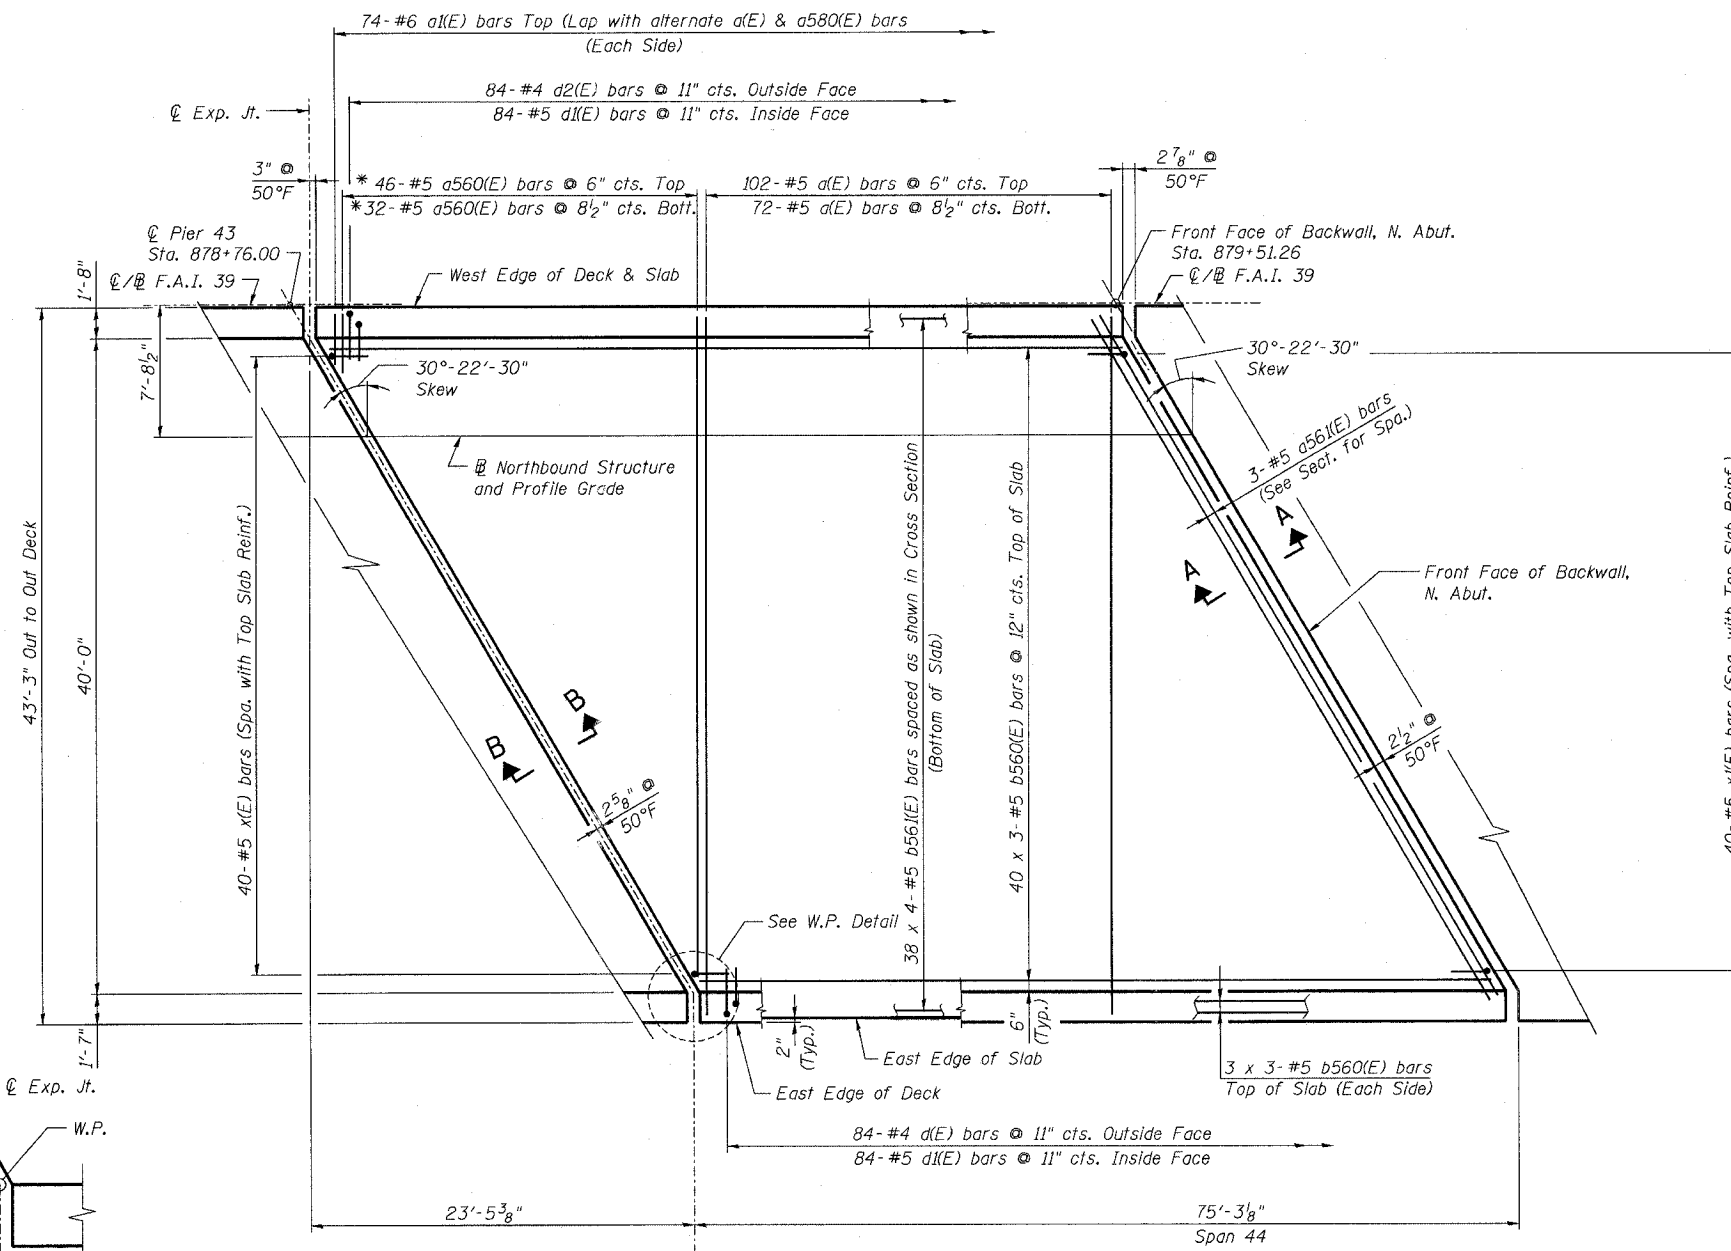 74-#6 a1(E) bars Top (Lap with alternate a(E) & a580(E) bars
(Each Side)
84-#4 d2(E) bars @ 11" cts. Outside Face
84-#5 d1(E) bars @ 11" cts. Inside Face
℄ Exp. Jt.
3" @
50°F
* 46-#5 a560(E) bars @ 6" cts. Top
*32-#5 a560(E) bars @ 8½" cts. Bott.
102-#5 a(E) bars @ 6" cts. Top
72-#5 a(E) bars @ 8½" cts. Bott.
2⅞" @
50°F
℄ Pier 43
Sta. 878+76.00
℄/B F.A.I. 39
West Edge of Deck & Slab
Front Face of Backwall, N. Abut.
Sta. 879+51.26
℄/B F.A.I. 39
1'-8"
7'-8½"
30°-22'-30"
Skew
30°-22'-30"
Skew
B Northbound Structure
and Profile Grade
3-#5 a561(E) bars
(See Sect. for Spa.)
A
A
Front Face of Backwall,
N. Abut.
43'-3" Out to Out Deck
40'-0"
40-#5 x(E) bars (Spa. with Top Slab Reinf.)
38 x 4-#5 b561(E) bars spaced as shown in Cross Section
(Bottom of Slab)
40 x 3-#5 b560(E) bars @ 12" cts. Top of Slab
40-#5 x1(E) bars (Spa. with Top Slab Reinf.)
B
B
2⅝" @
50°F
2½" @
50°F
See W.P. Detail
1'-7"
2"
(Typ.)
6"
(Typ.)
East Edge of Slab
East Edge of Deck
3 x 3-#5 b560(E) bars
Top of Slab (Each Side)
℄ Exp. Jt.
W.P.
84-#4 d(E) bars @ 11" cts. Outside Face
84-#5 d1(E) bars @ 11" cts. Inside Face
23'-5⅜"
75'-3⅛"
Span 44